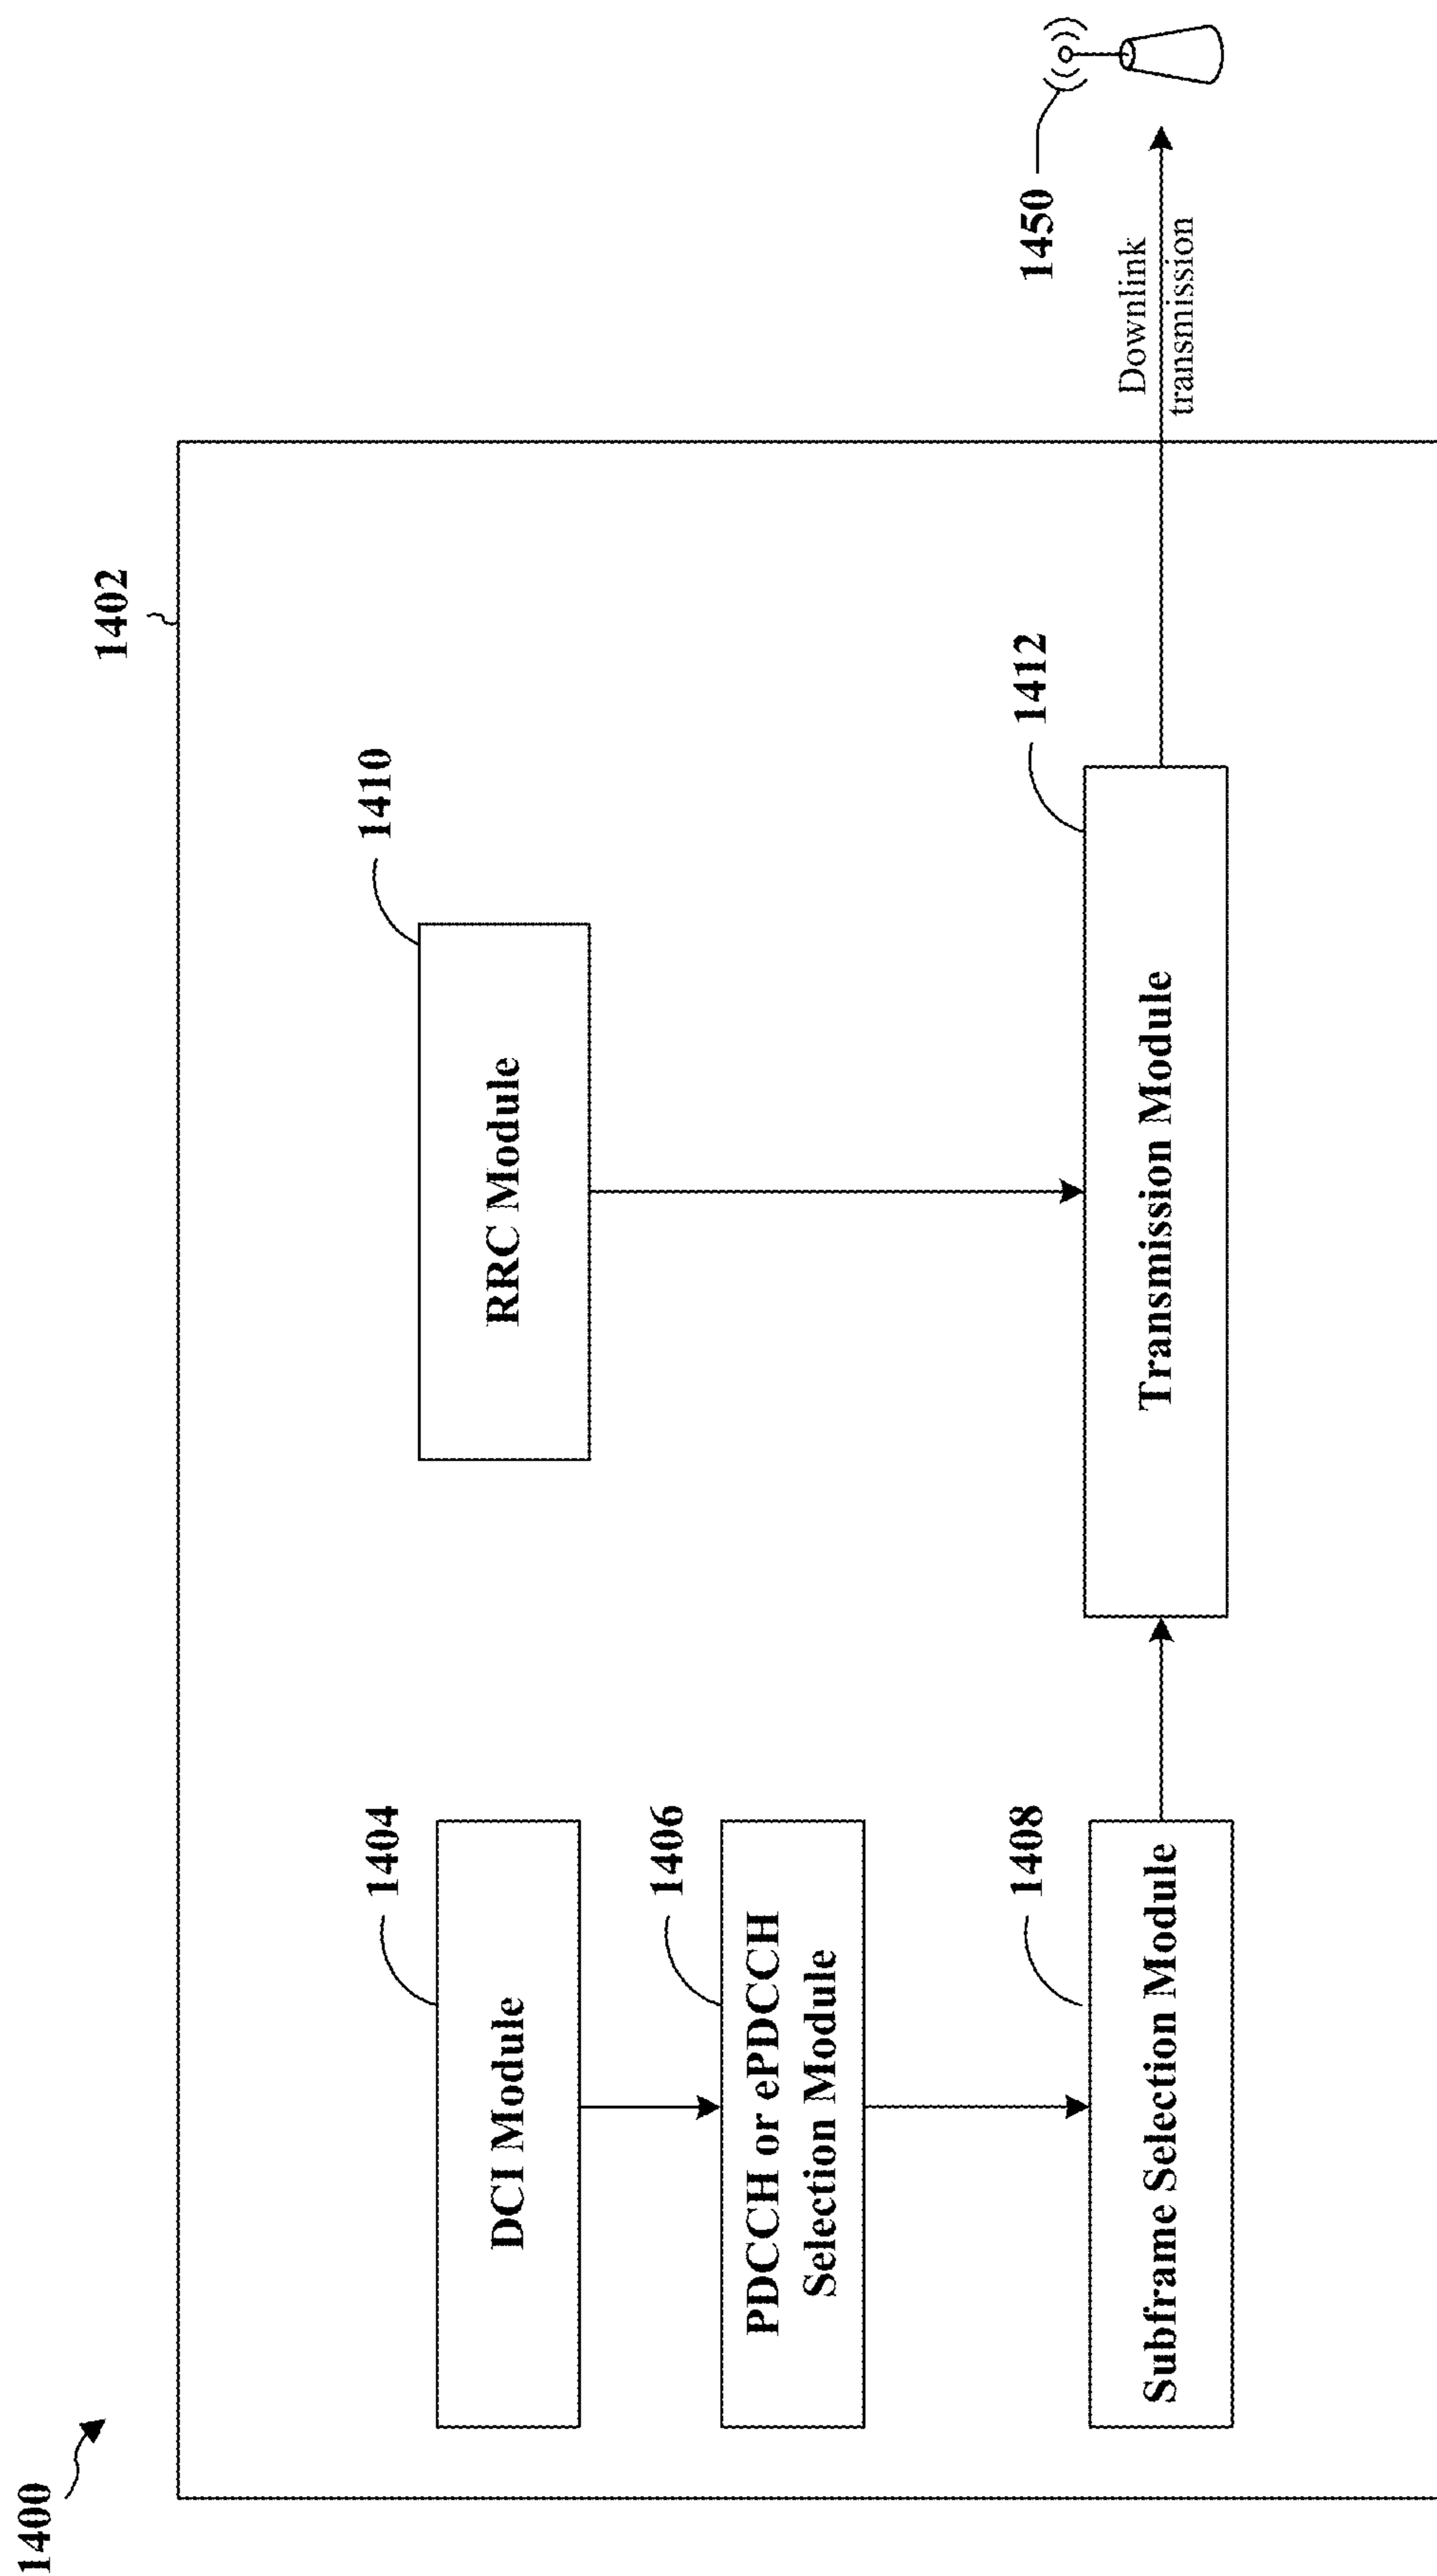 1400
1402
1404
DCI Module
1410
RRC Module
1406
PDCCH or ePDCCH
Selection Module
1408
Subframe Selection Module
1412
Transmission Module
1450
Downlink
transmission